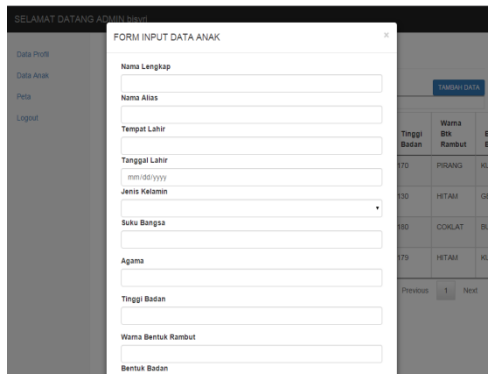 SELAMAT DATANG ADMIN bisvrt
FORM INPUT DATA ANAK ×
Data Profil
Data Anak
Peta
Logout
Nama Lengkap
Nama Alias
Tempat Lahir
Tanggal Lahir
mm/dd/yyyy
Jenis Kelamin
Suku Bangsa
Agama
Tinggi Badan
Warna Bentuk Rambut
Bentuk Badan
TAMBAH DATA
Tinggi Badan
Warna Btk Rambut
170 PIRANG
130 HITAM
160 COKLAT
179 HITAM
Previous 1 Next